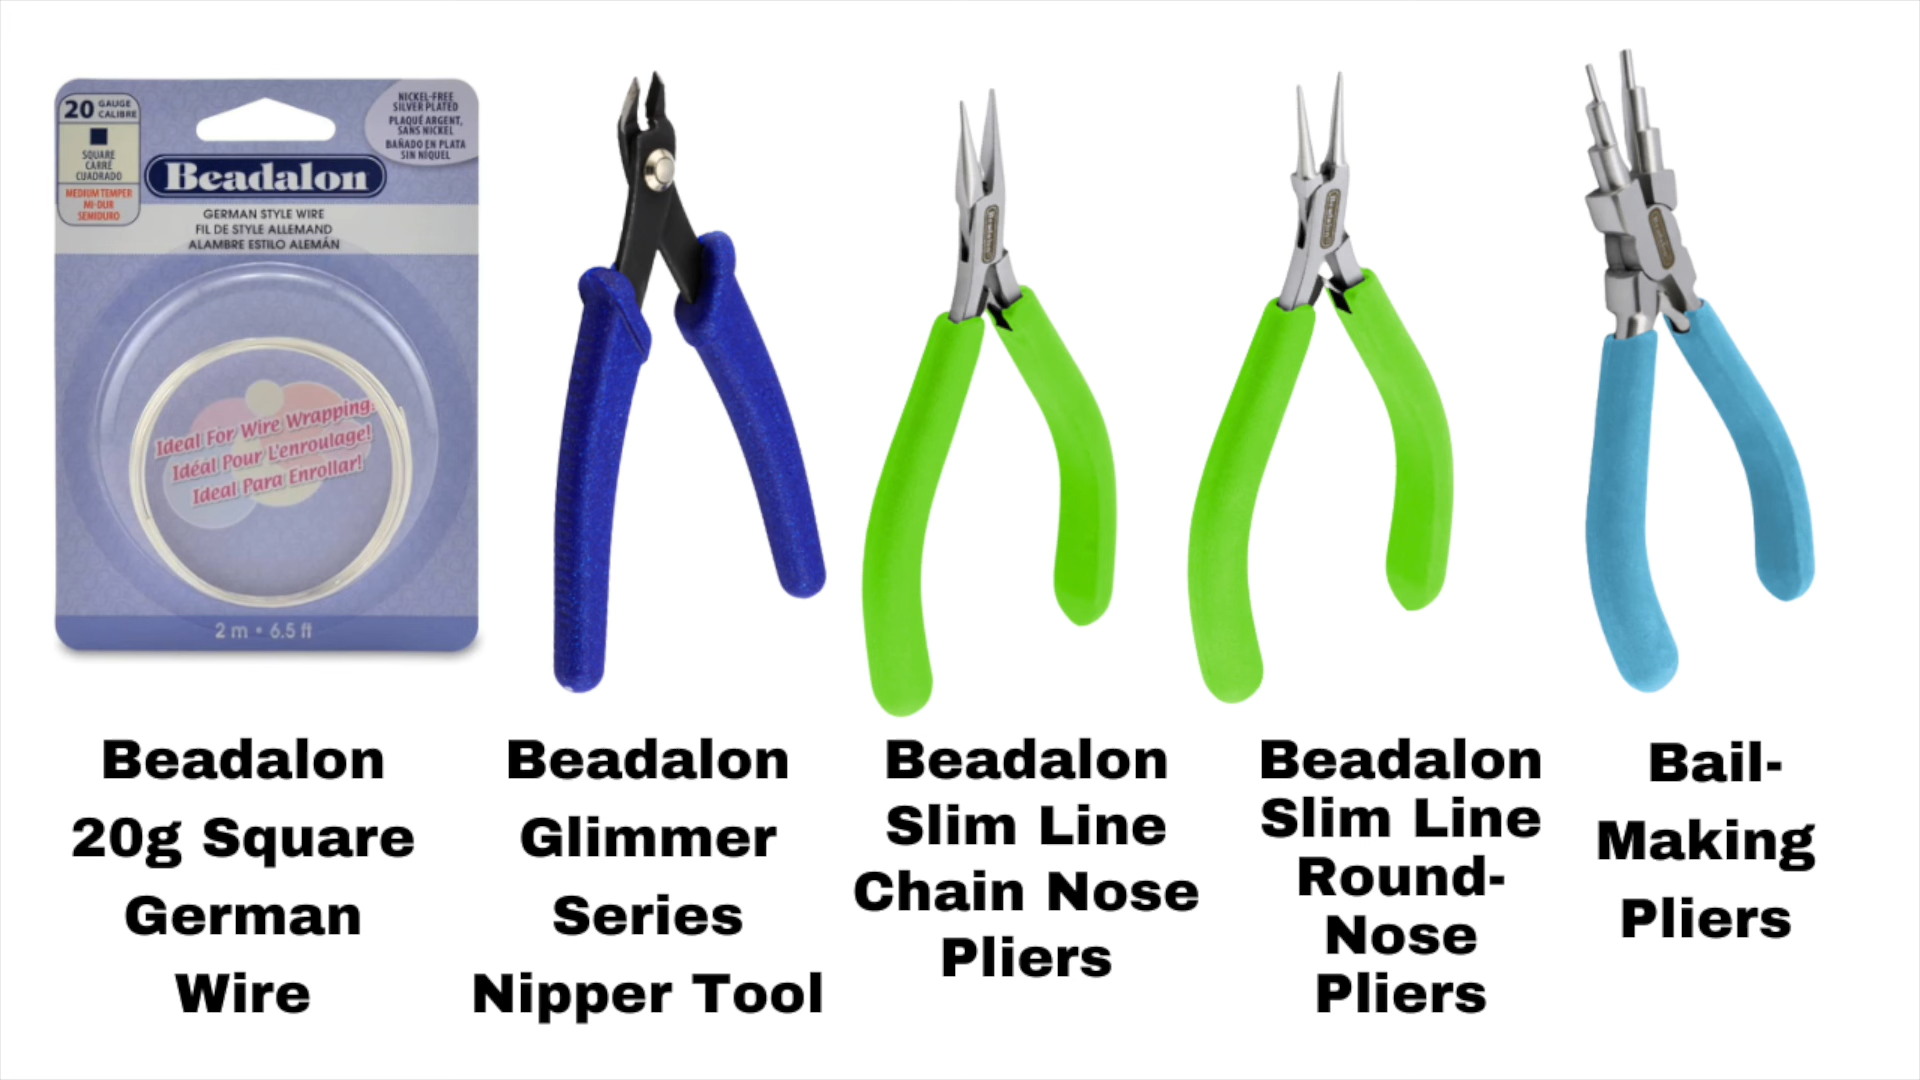 20 GAUGE
CALIBRE
SQUARE
CARRÉ
CUADRADO
MEDIUM TEMPER
MI-DUR
SEMIDURO
NICKEL-FREE
SILVER PLATED
PLAQUÉ ARGENT,
SANS NICKEL
BAÑADO EN PLATA
SIN NÍQUEL
Beadalon
GERMAN STYLE WIRE
FIL DE STYLE ALLEMAND
ALAMBRE ESTILO ALEMÁN
Ideal For Wire Wrapping!
Idéal Pour L'enroulage!
Ideal Para Enrollar!
2 m • 6.5 ft
Beadalon
Beadalon
Beadalon
20g Square
German
Wire
Beadalon
Glimmer
Series
Nipper Tool
Beadalon
Slim Line
Chain Nose
Pliers
Beadalon
Slim Line
Round-
Nose
Pliers
Bail-
Making
Pliers